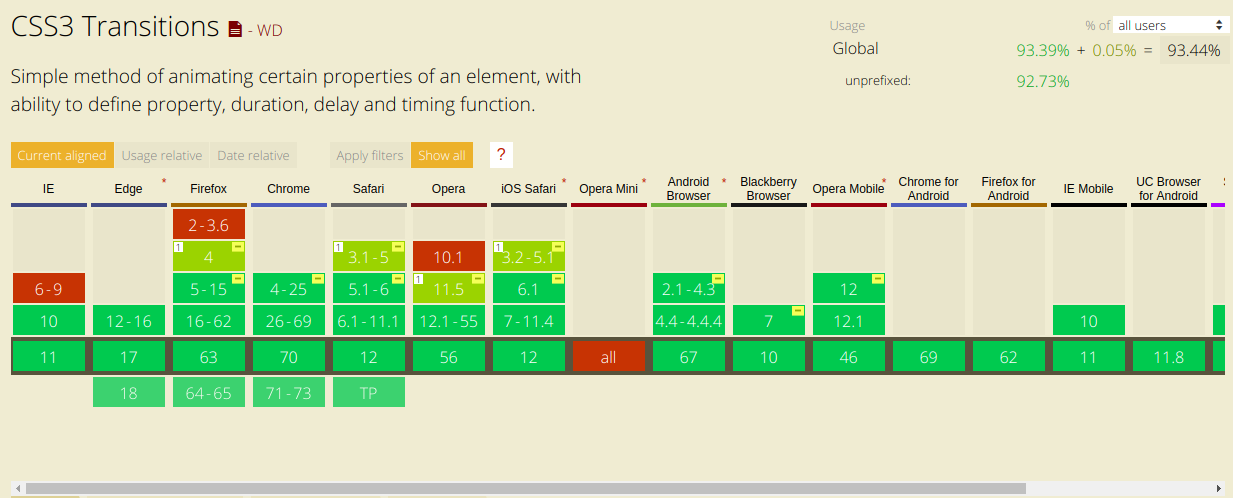 CSS3 Transitions - WD
Usage % of all users
Global 93.39% + 0.05% = 93.44%
unprefixed: 92.73%
Simple method of animating certain properties of an element, with
ability to define property, duration, delay and timing function.
Current aligned Usage relative Date relative Apply filters Show all ?
IE Edge * Firefox Chrome Safari Opera iOS Safari * Opera Mini * Android Browser * Blackberry Browser Opera Mobile * Chrome for Android Firefox for Android IE Mobile UC Browser for Android
2-3.6
1 4 1 3.1-5 10.1 1 3.2-5.1
6-9 5-15 4-25 5.1-6 1 11.5 6.1 2.1-4.3 12
10 12-16 16-62 26-69 6.1-11.1 12.1-55 7-11.4 4.4-4.4.4 7 12.1 10
11 17 63 70 12 56 12 all 67 10 46 69 62 11 11.8
18 64-65 71-73 TP